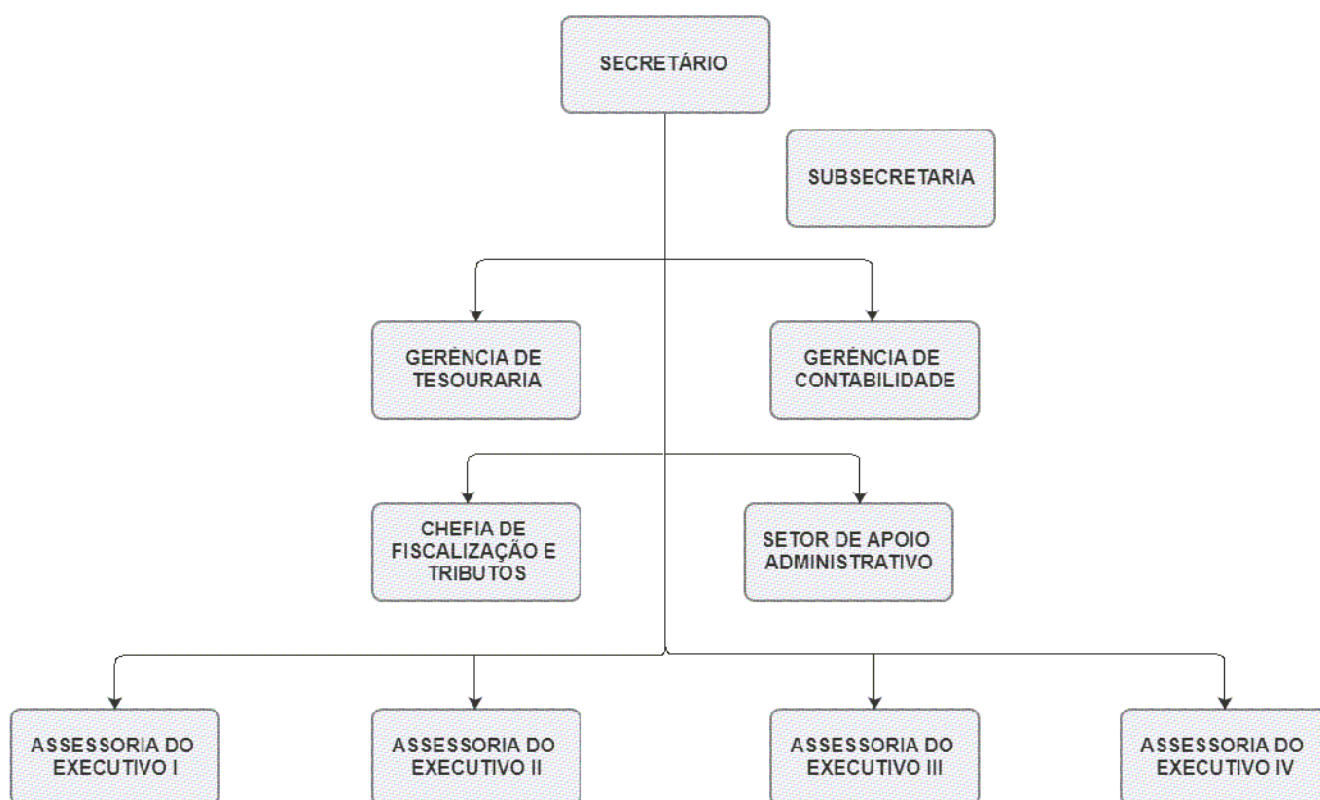 SECRETÁRIO
SUBSECRETARIA
GERÊNCIA DE
TESOURARIA
GERÊNCIA DE
CONTABILIDADE
CHEFIA DE
FISCALIZAÇÃO E
TRIBUTOS
SETOR DE APOIO
ADMINISTRATIVO
ASSESSORIA DO
EXECUTIVO I
ASSESSORIA DO
EXECUTIVO II
ASSESSORIA DO
EXECUTIVO III
ASSESSORIA DO
EXECUTIVO IV